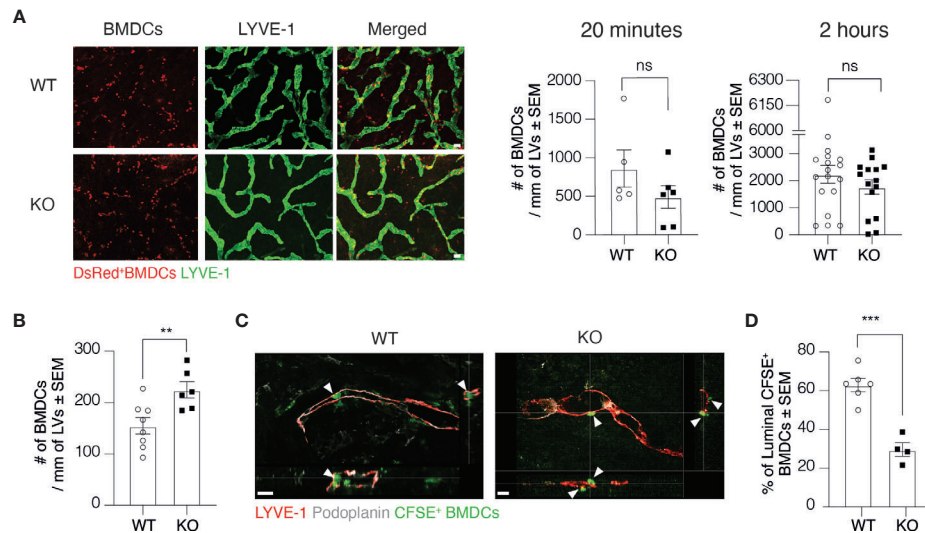 A
BMDCs LYVE-1 Merged
WT
KO
DsRed⁺BMDCs LYVE-1
20 minutes
# of BMDCs
/ mm of LVs ± SEM
2000
1500
1000
500
0
ns
WT KO
2 hours
# of BMDCs
/ mm of LVs ± SEM
6300
6150
6000
4000
3000
2000
1000
0
ns
WT KO
B
# of BMDCs
/ mm of LVs ± SEM
300
200
100
0
**
WT KO
C
WT KO
LYVE-1 Podoplanin CFSE⁺ BMDCs
D
% of Luminal CFSE⁺
BMDCs ± SEM
80
60
40
20
0
***
WT KO